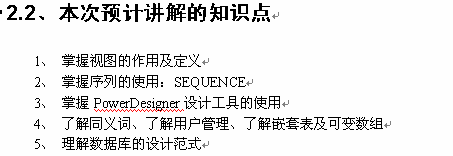 2.2、本次预计讲解的知识点
1、 掌握视图的作用及定义
2、 掌握序列的使用：SEQUENCE
3、 掌握 PowerDesigner 设计工具的使用
4、 了解同义词、了解用户管理、了解嵌套表及可变数组
5、 理解数据库的设计范式